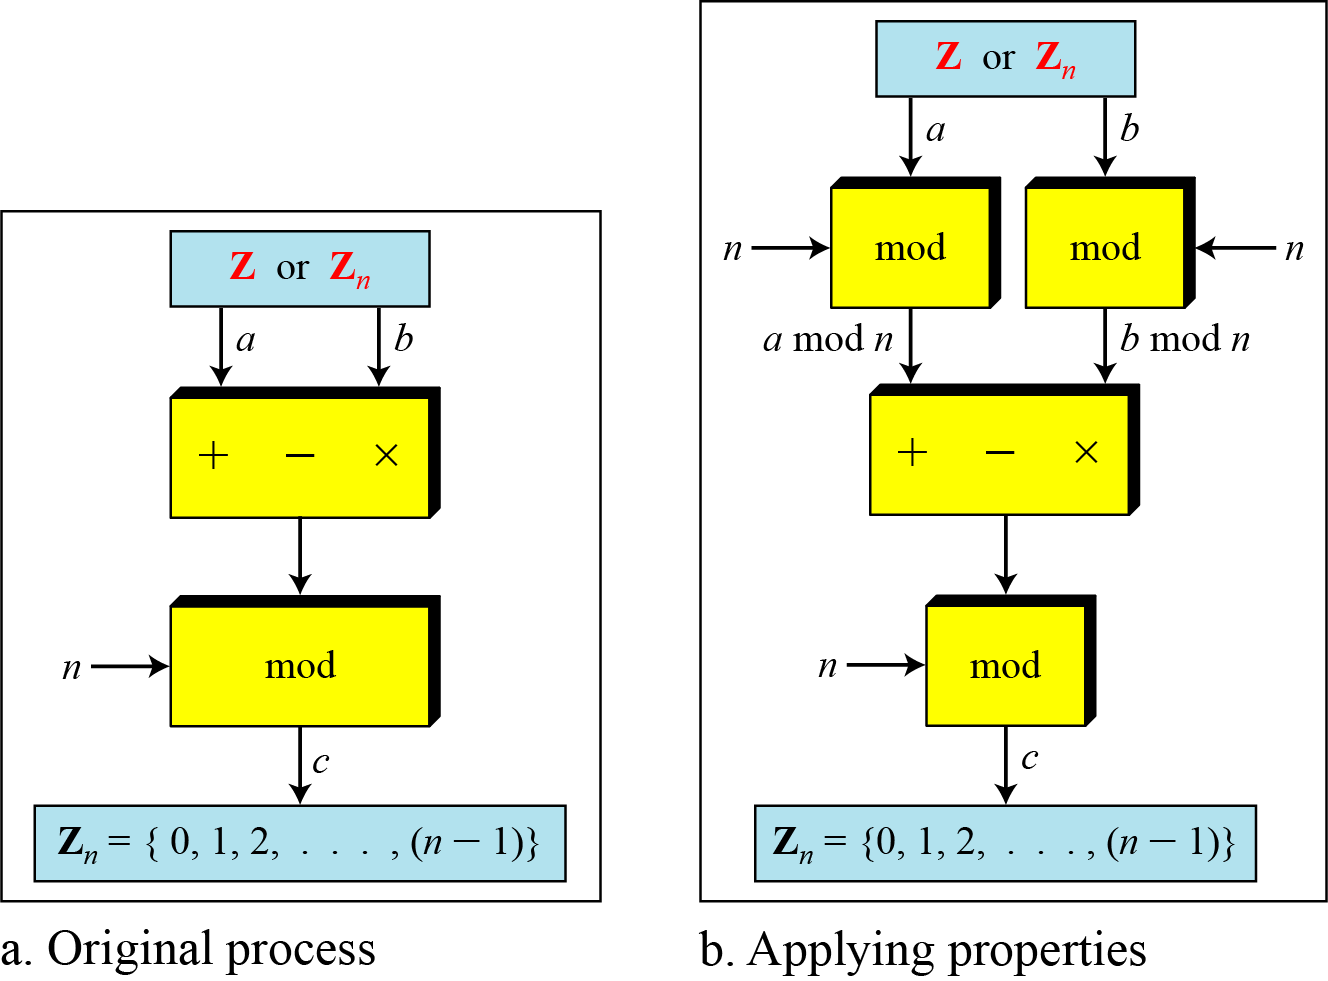 Z or Zn
a b
+ − ×
n mod
c
Zn = { 0, 1, 2, . . . , (n − 1)}
a. Original process
Z or Zn
a b
n mod mod n
a mod n b mod n
+ − ×
n mod
c
Zn = {0, 1, 2, . . . , (n − 1)}
b. Applying properties